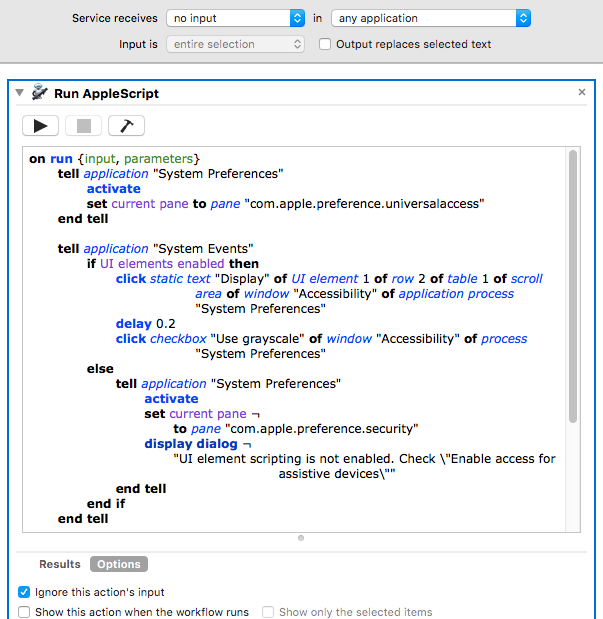 Service receives no input in any application
Input is entire selection Output replaces selected text
Run AppleScript
on run {input, parameters}
tell application "System Preferences"
activate
set current pane to pane "com.apple.preference.universalaccess"
end tell
tell application "System Events"
if UI elements enabled then
click static text "Display" of UI element 1 of row 2 of table 1 of scroll
area of window "Accessibility" of application process
"System Preferences"
delay 0.2
click checkbox "Use grayscale" of window "Accessibility" of process
"System Preferences"
else
tell application "System Preferences"
activate
set current pane ¬
to pane "com.apple.preference.security"
display dialog ¬
"UI element scripting is not enabled. Check \"Enable access for
assistive devices\""
end tell
end if
end tell
Results Options
Ignore this action's input
Show this action when the workflow runs Show only the selected items